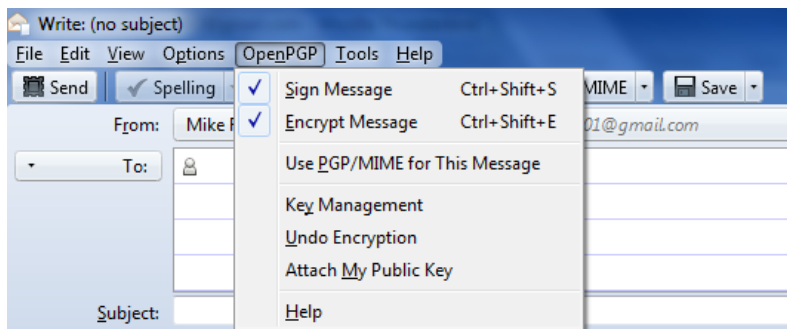 Write: (no subject)
File Edit View Options OpenPGP Tools Help
Send Spelling MIME Save
Sign Message Ctrl+Shift+S
From: Mike 01@gmail.com
Encrypt Message Ctrl+Shift+E
To:
Use PGP/MIME for This Message
Key Management
Undo Encryption
Attach My Public Key
Subject:
Help